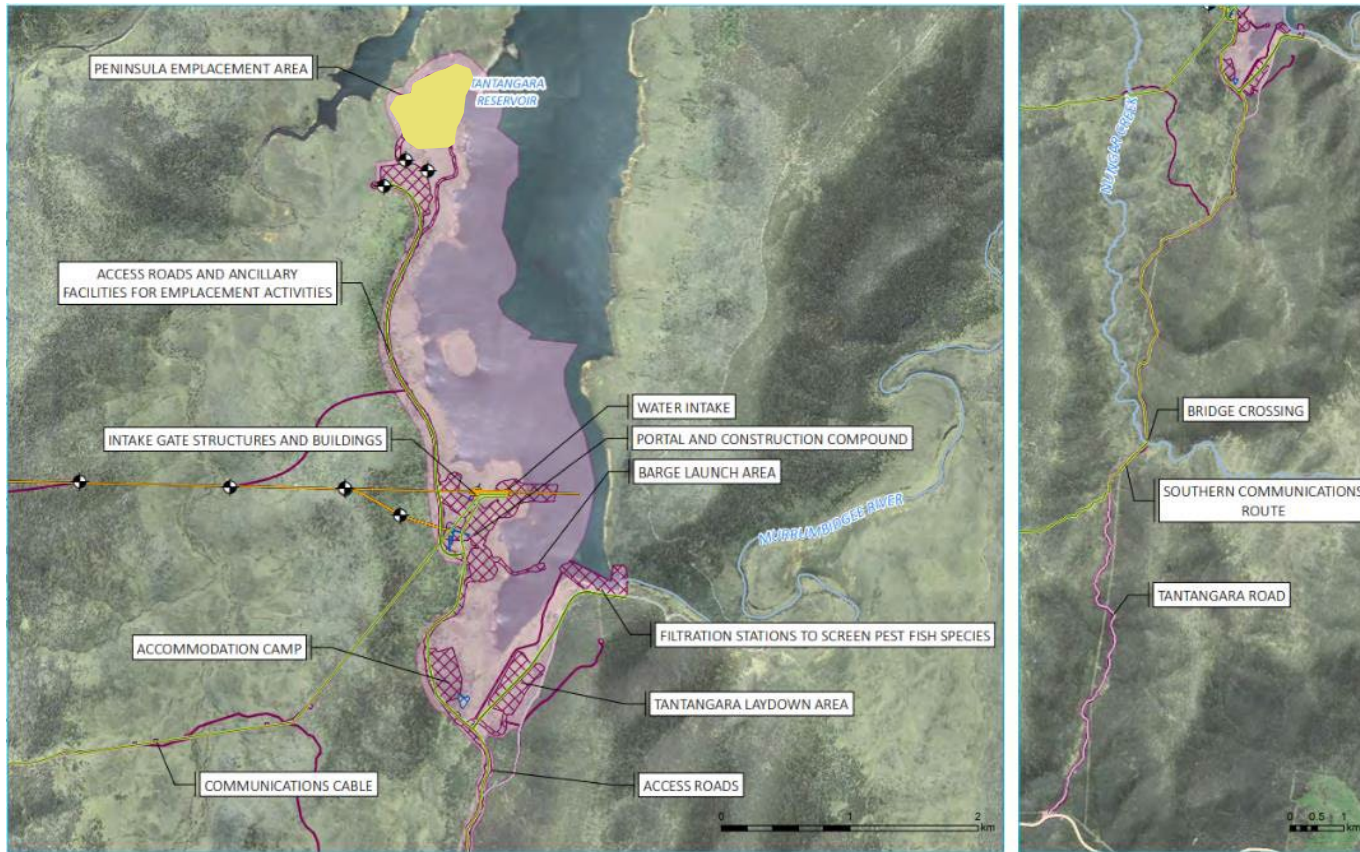 PENINSULA EMPLACEMENT AREA
TANTANGARA
RESERVOIR
ACCESS ROADS AND ANCILLARY
FACILITIES FOR EMPLACEMENT ACTIVITIES
WATER INTAKE
INTAKE GATE STRUCTURES AND BUILDINGS
PORTAL AND CONSTRUCTION COMPOUND
BARGE LAUNCH AREA
MURRUMBIDGEE RIVER
FILTRATION STATIONS TO SCREEN PEST FISH SPECIES
ACCOMMODATION CAMP
TANTANGARA LAYDOWN AREA
COMMUNICATIONS CABLE
ACCESS ROADS
0 1 2
km
NUNGAR CREEK
BRIDGE CROSSING
SOUTHERN COMMUNICATIONS
ROUTE
TANTANGARA ROAD
0 0.5 1
km